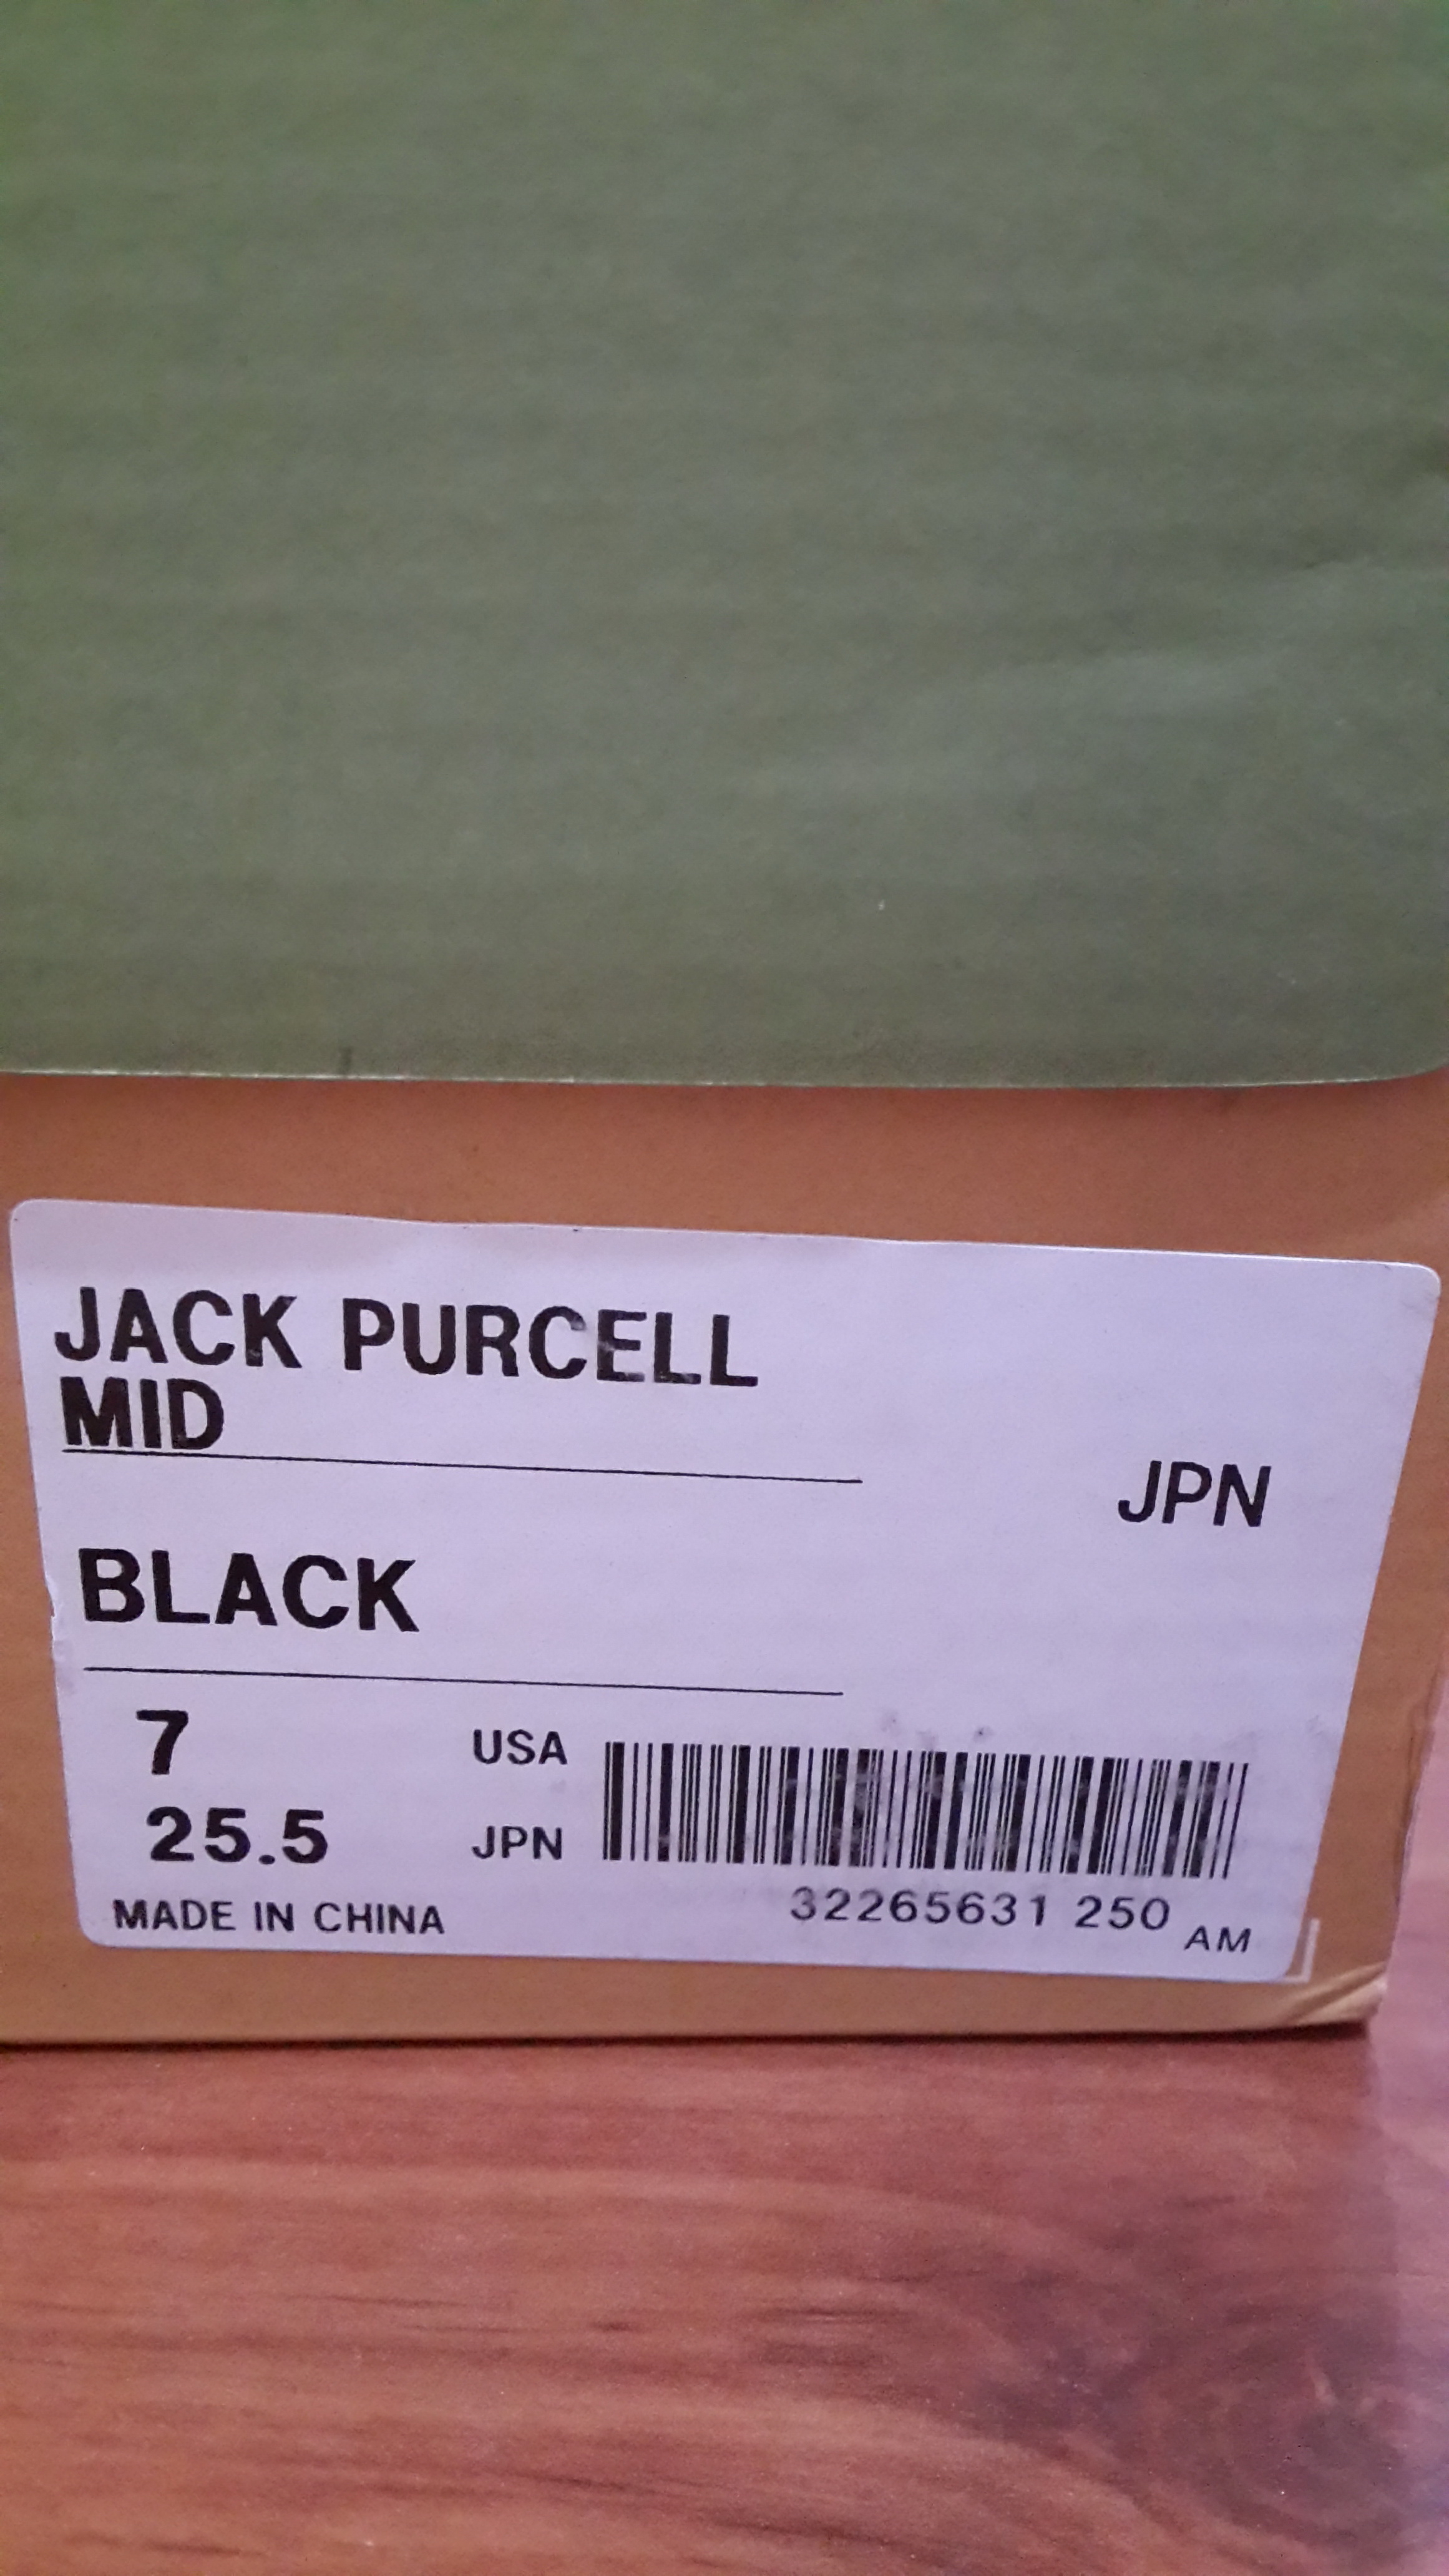 JACK PURCELL
MID
JPN
BLACK
7 USA
25.5 JPN
MADE IN CHINA
32265631 250 AM